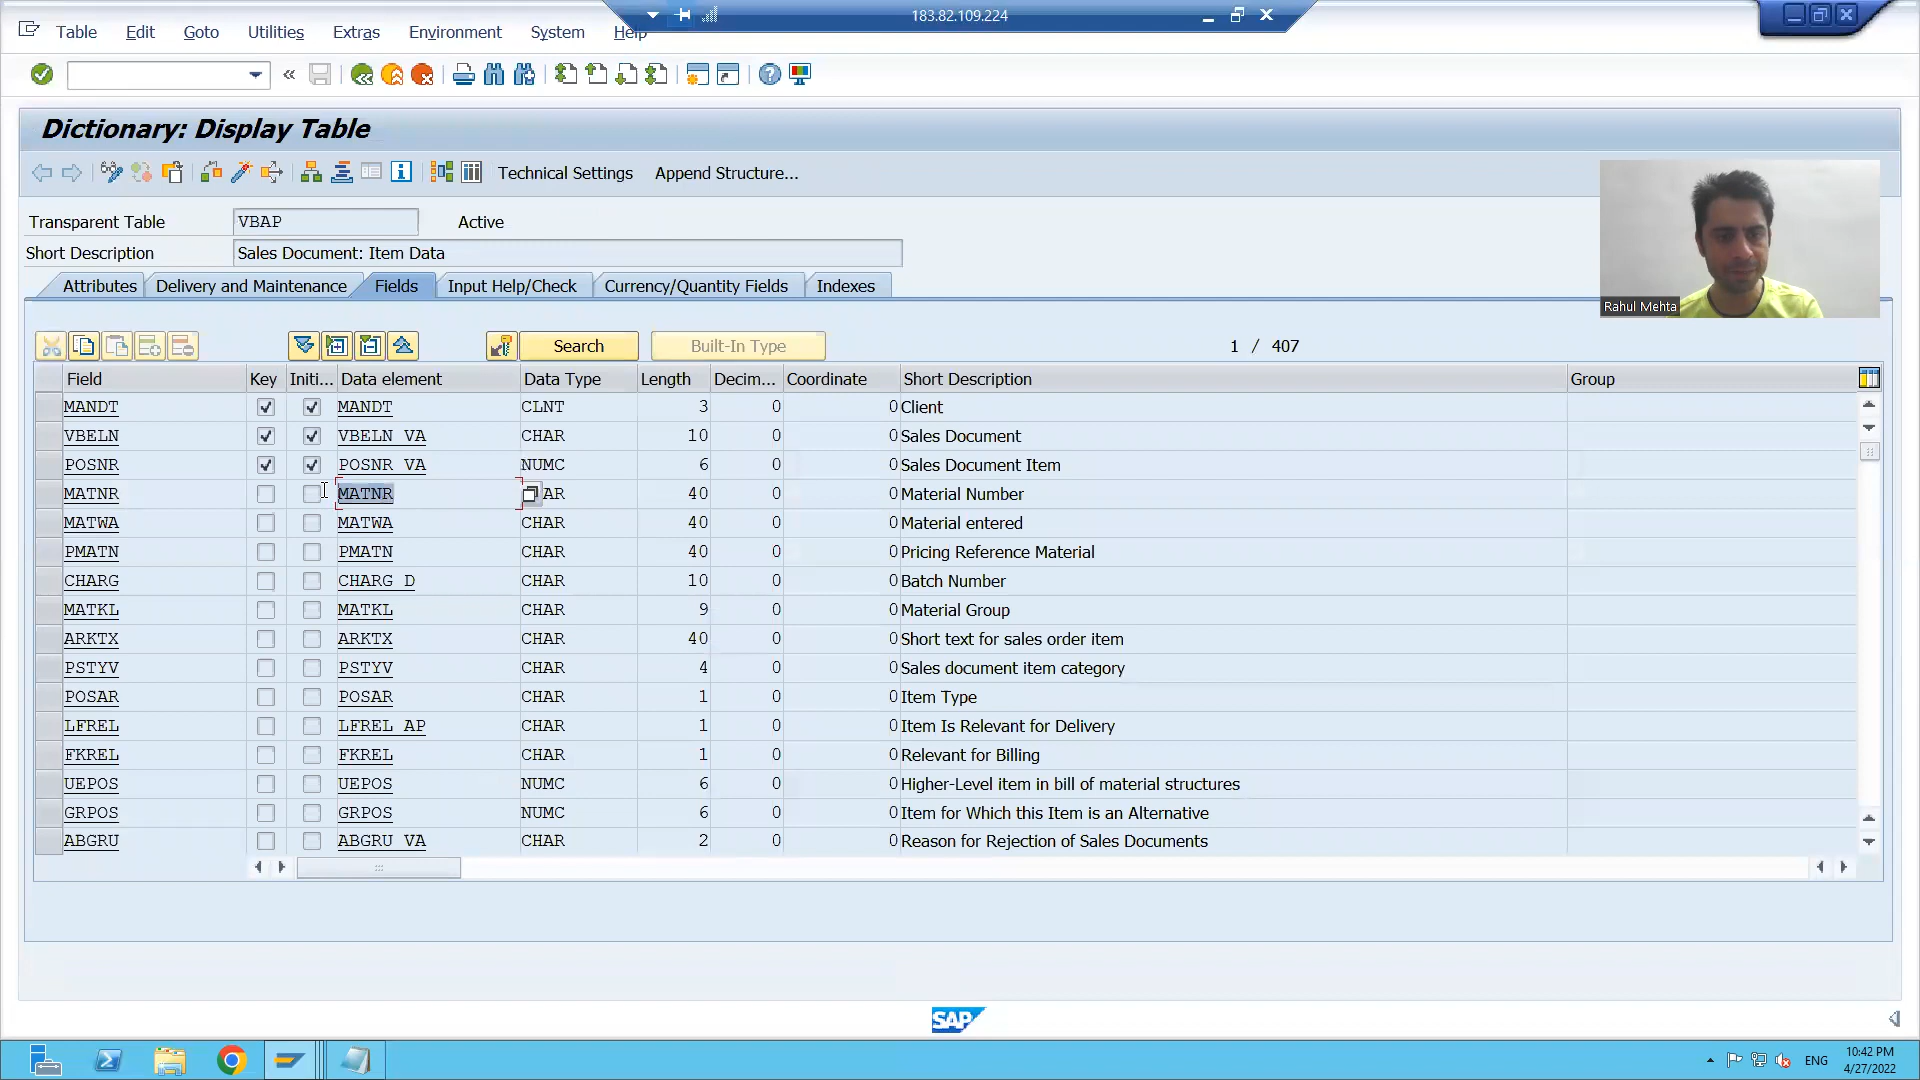 183.82.109.224
Table Edit Goto Utilities Extras Environment System Help
Dictionary: Display Table
Technical Settings Append Structure...
Transparent Table VBAP Active
Short Description Sales Document: Item Data
Attributes Delivery and Maintenance Fields Input Help/Check Currency/Quantity Fields Indexes
Search Built-In Type 1 / 407
Field Key Initi... Data element Data Type Length Decim... Coordinate Short Description Group
MANDT MANDT CLNT 3 0 0 Client
VBELN VBELN_VA CHAR 10 0 0 Sales Document
POSNR POSNR_VA NUMC 6 0 0 Sales Document Item
MATNR MATNR AR 40 0 0 Material Number
MATWA MATWA CHAR 40 0 0 Material entered
PMATN PMATN CHAR 40 0 0 Pricing Reference Material
CHARG CHARG_D CHAR 10 0 0 Batch Number
MATKL MATKL CHAR 9 0 0 Material Group
ARKTX ARKTX CHAR 40 0 0 Short text for sales order item
PSTYV PSTYV CHAR 4 0 0 Sales document item category
POSAR POSAR CHAR 1 0 0 Item Type
LFREL LFREL_AP CHAR 1 0 0 Item Is Relevant for Delivery
FKREL FKREL CHAR 1 0 0 Relevant for Billing
UEPOS UEPOS NUMC 6 0 0 Higher-Level item in bill of material structures
GRPOS GRPOS NUMC 6 0 0 Item for Which this Item is an Alternative
ABGRU ABGRU_VA CHAR 2 0 0 Reason for Rejection of Sales Documents
Rahul Mehta
SAP
ENG
10:42 PM
4/27/2022